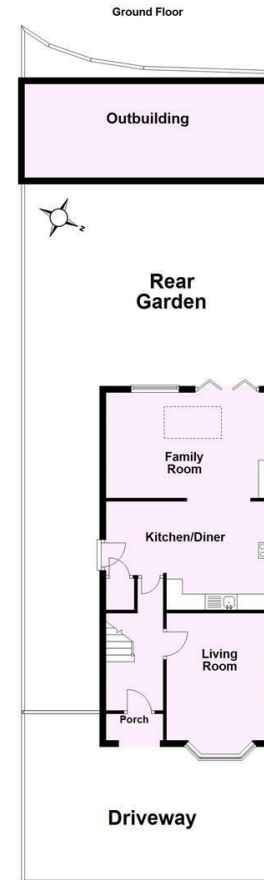 Ground Floor
Outbuilding
N
Rear
Garden
Family
Room
Kitchen/Diner
Living
Room
Porch
Driveway